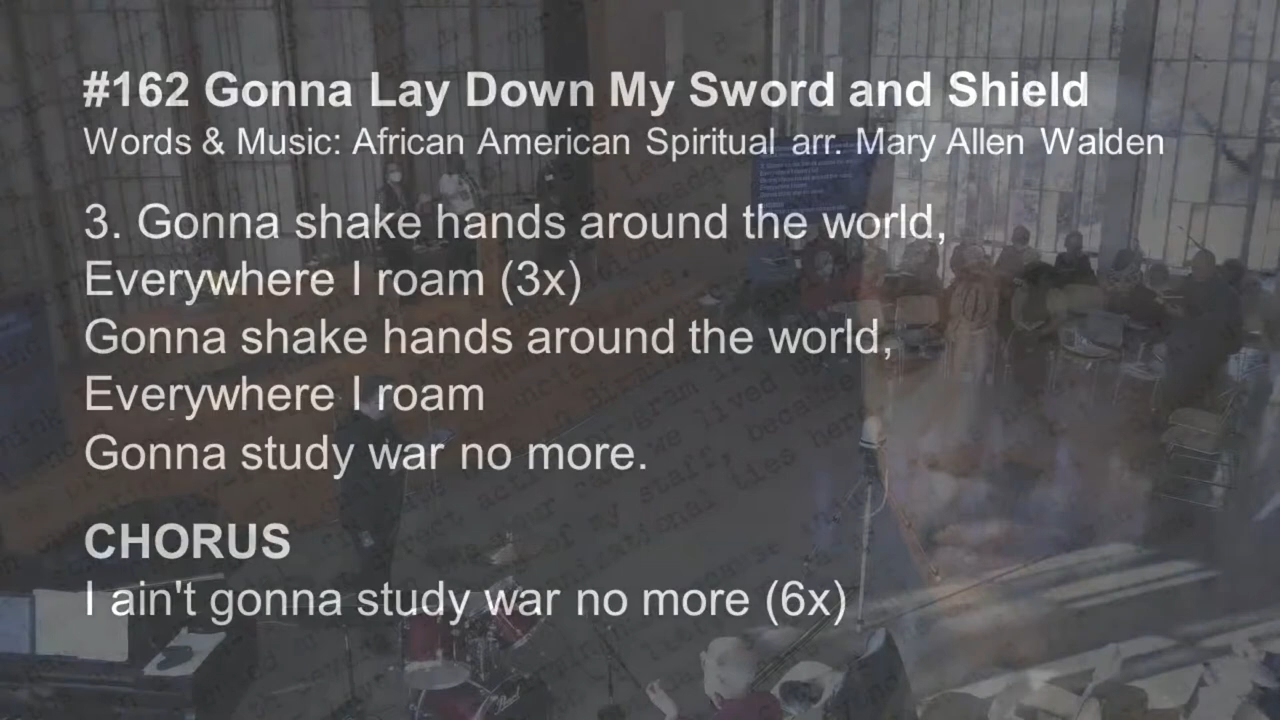 #162 Gonna Lay Down My Sword and Shield
Words & Music: African American Spiritual arr. Mary Allen Walden
3. Gonna shake hands around the world,
Everywhere I roam (3x)
Gonna shake hands around the world,
Everywhere I roam
Gonna study war no more.
CHORUS
I ain't gonna study war no more (6x)